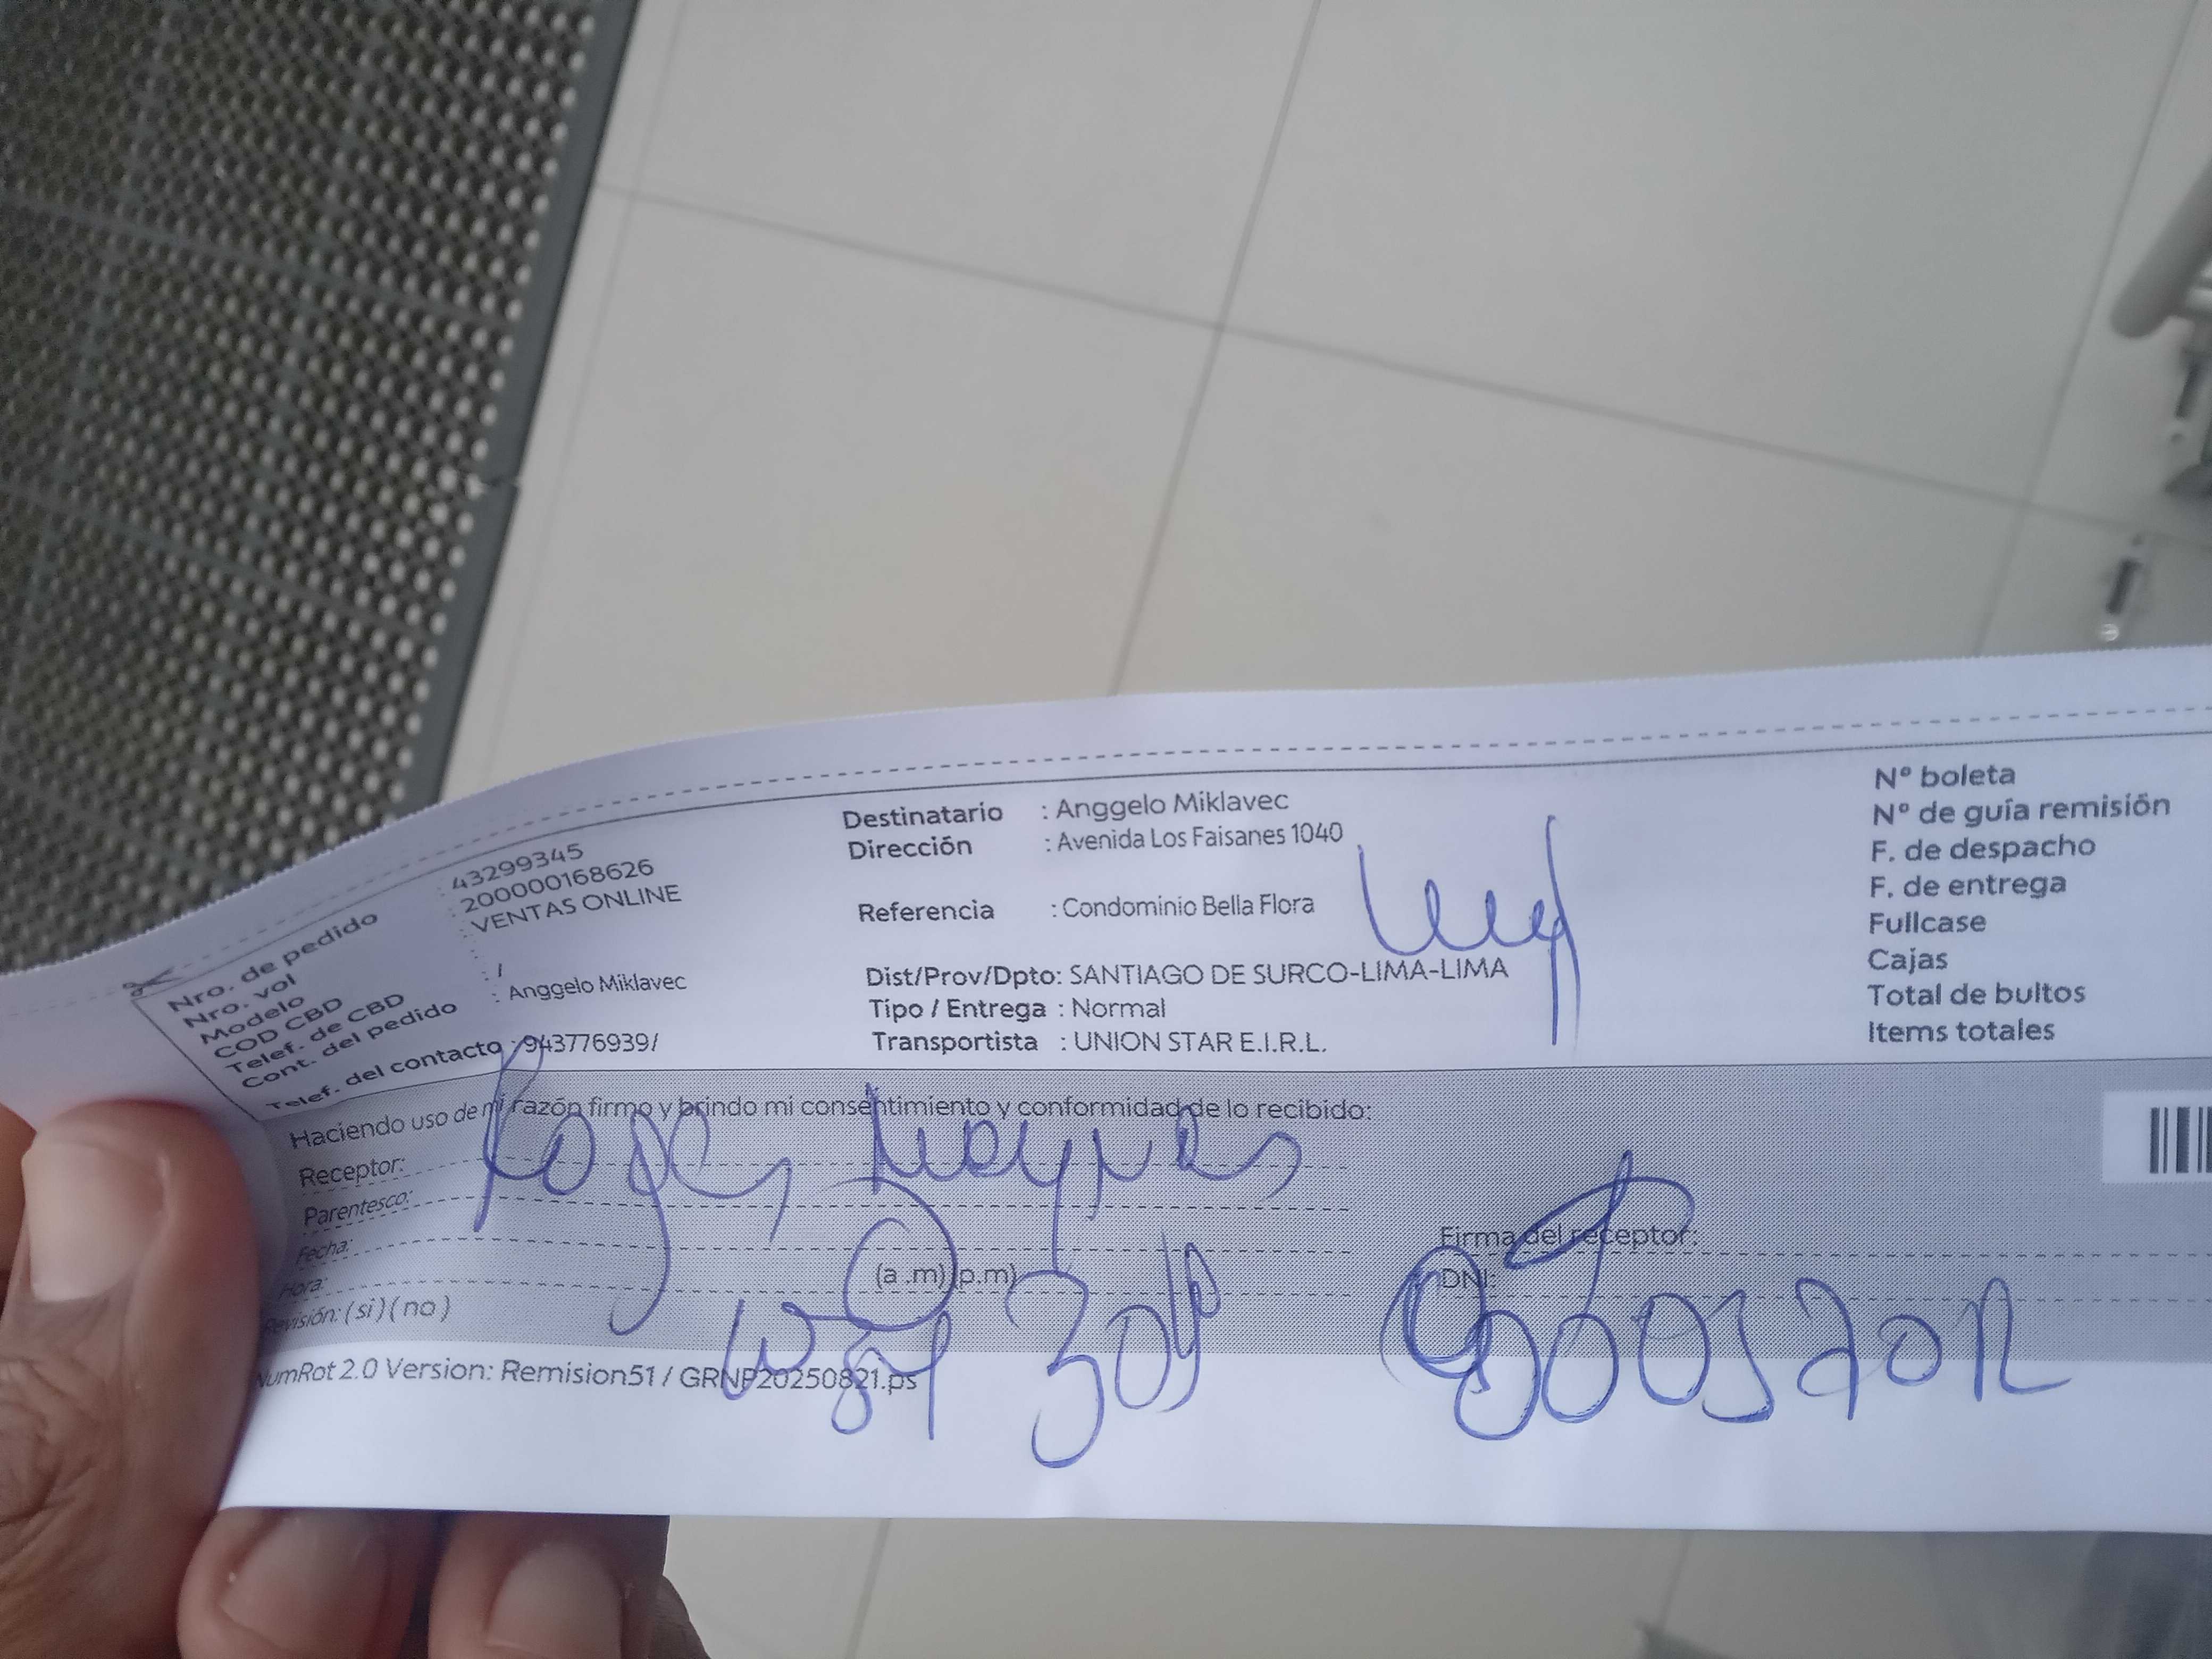 Nro. de pedido : 43299345
Nro. vol : 200000168626
Modelo : VENTAS ONLINE
COD CBD :
Telef. de CBD : /
Cont. del pedido : Anggelo Miklavec
Telef. del contacto : 943776939/
Destinatario : Anggelo Miklavec
Dirección : Avenida Los Faisanes 1040
Referencia : Condominio Bella Flora
Dist/Prov/Dpto: SANTIAGO DE SURCO-LIMA-LIMA
Tipo / Entrega : Normal
Transportista : UNION STAR E.I.R.L.
N° boleta
N° de guía remisión
F. de despacho
F. de entrega
Fullcase
Cajas
Total de bultos
Items totales
Haciendo uso de mi razón firmo y brindo mi consentimiento y conformidad de lo recibido:
Receptor:
Parentesco:
Fecha:
Hora: (a .m) (p.m)
Revisión: ( si ) ( no )
Firma del receptor:
DNI:
NumRot 2.0 Version: Remision51 / GRNP20250821.ps